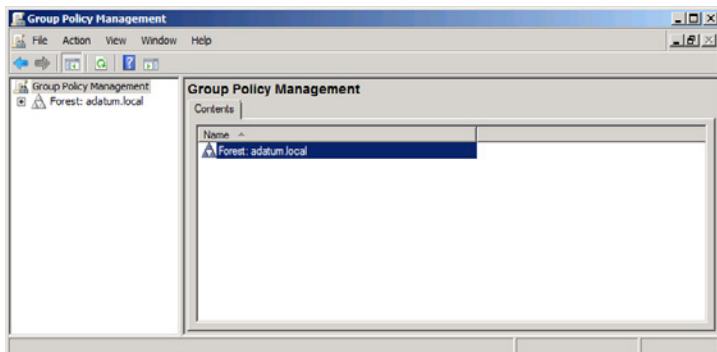 Group Policy Management
File Action View Window Help
Group Policy Management
Forest: adatum.local
Group Policy Management
Contents
Name
Forest: adatum.local